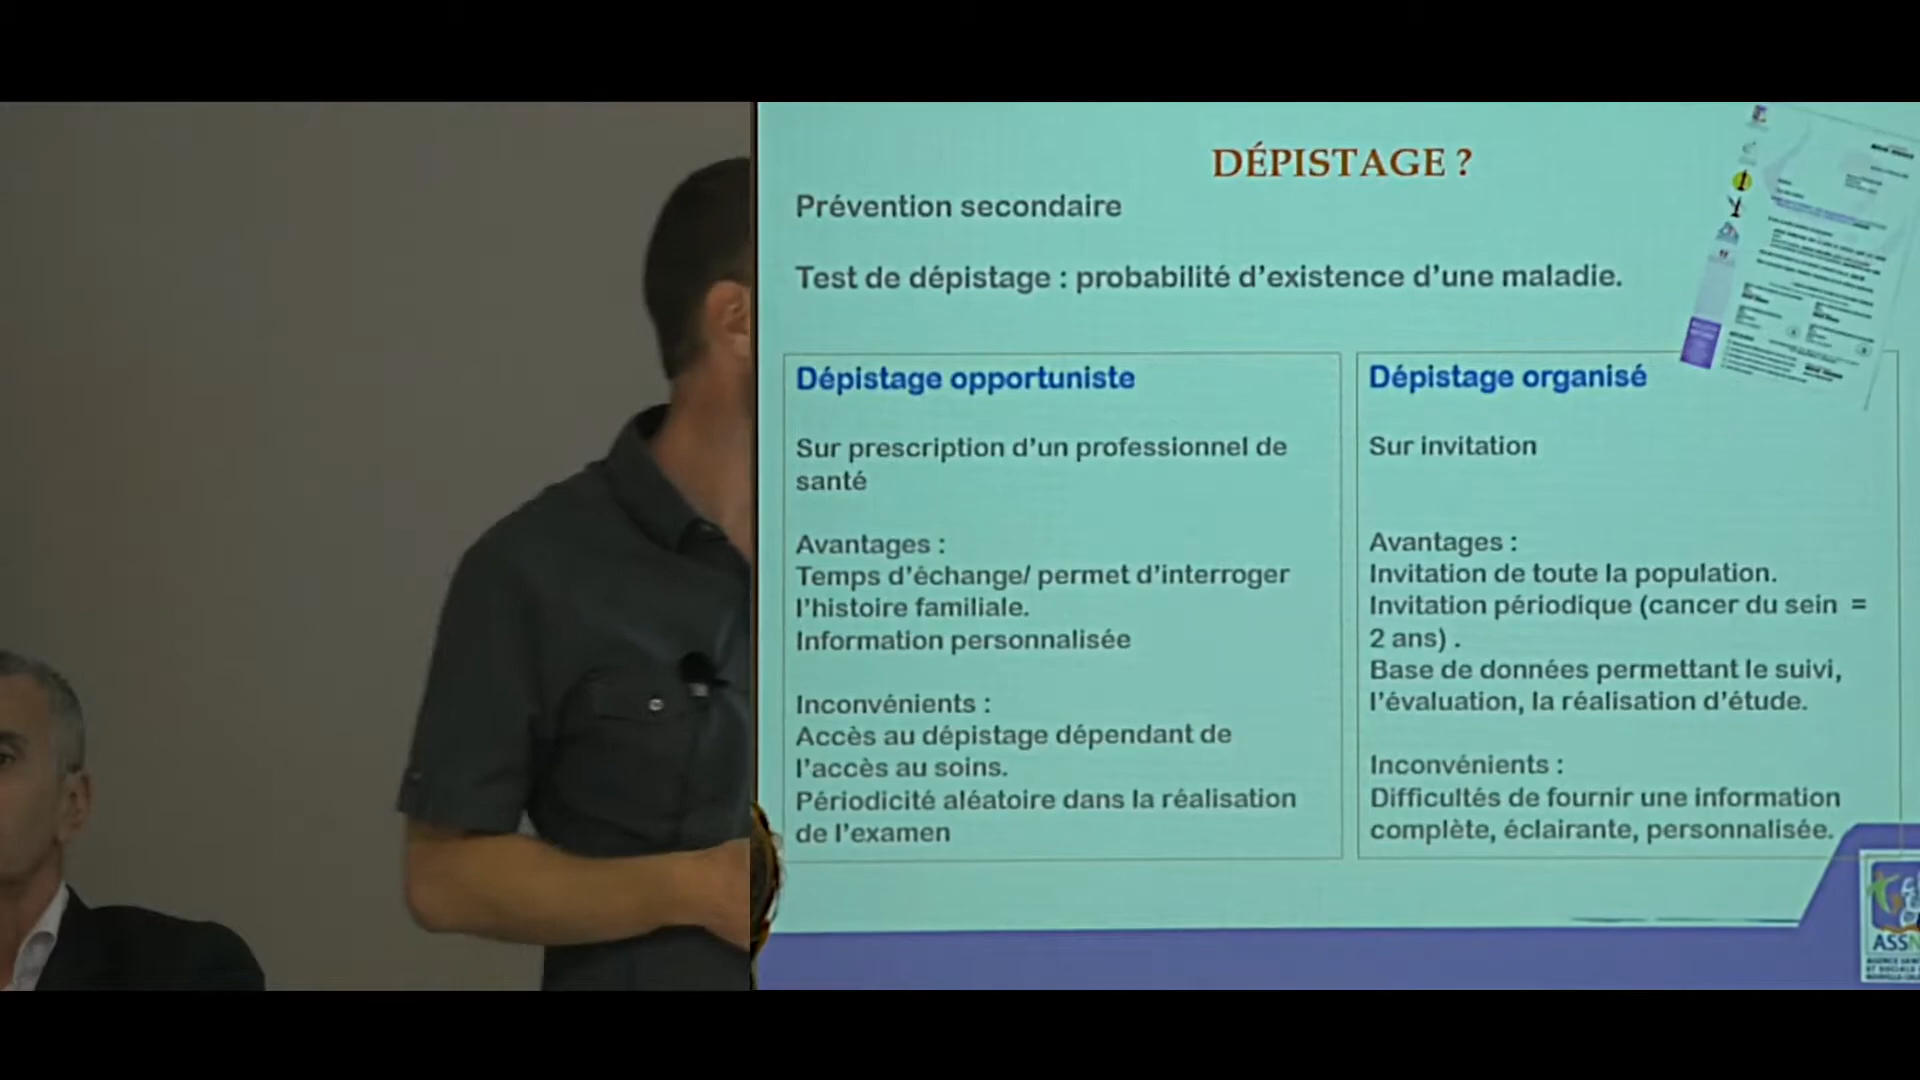 DÉPISTAGE ?
Prévention secondaire
Test de dépistage : probabilité d’existence d’une maladie.
Dépistage opportuniste
Sur prescription d’un professionnel de
santé
Avantages :
Temps d’échange/ permet d’interroger
l’histoire familiale.
Information personnalisée
Inconvénients :
Accès au dépistage dépendant de
l’accès au soins.
Périodicité aléatoire dans la réalisation
de l’examen
Dépistage organisé
Sur invitation
Avantages :
Invitation de toute la population.
Invitation périodique (cancer du sein =
2 ans) .
Base de données permettant le suivi,
l’évaluation, la réalisation d’étude.
Inconvénients :
Difficultés de fournir une information
complète, éclairante, personnalisée.